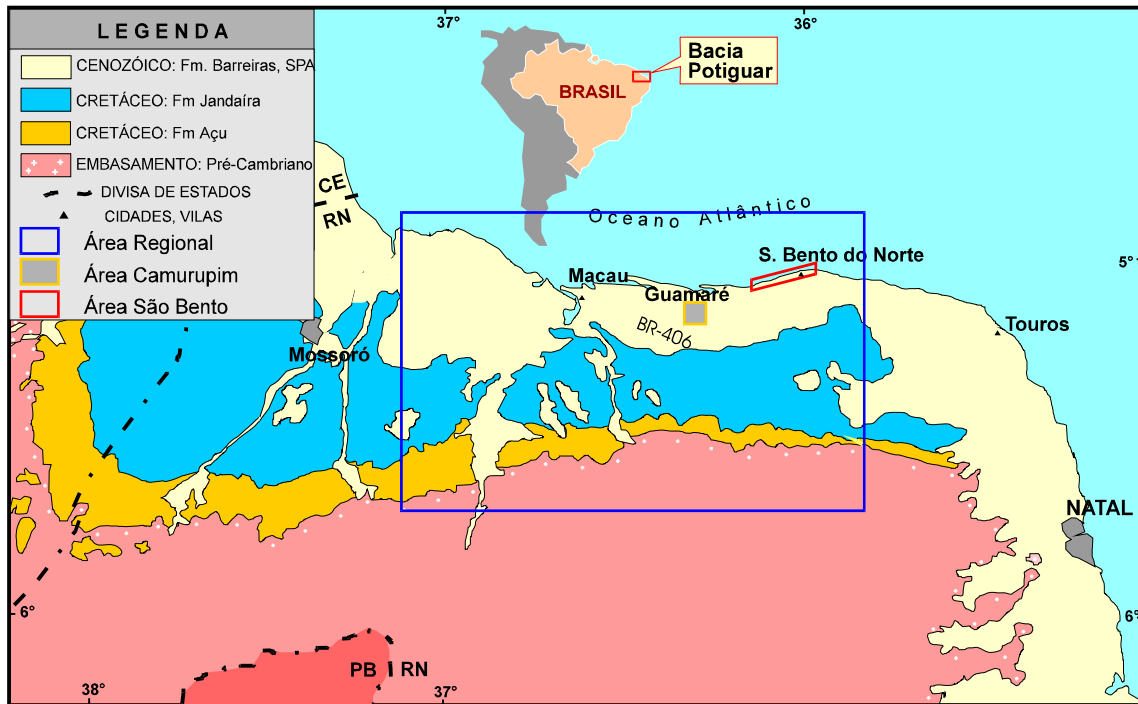 37°
36°
LEGENDA
CENOZÓICO: Fm. Barreiras, SPA
CRETÁCEO: Fm Jandaíra
CRETÁCEO: Fm Açu
EMBASAMENTO: Pré-Cambriano
DIVISA DE ESTADOS
CIDADES, VILAS
Área Regional
Área Camurupim
Área São Bento
Bacia
Potiguar
BRASIL
CE
RN
Oceano Atlântico
S. Bento do Norte
5°
Macau
Guamaré
BR-406
Touros
Mossoró
NATAL
6°
6°
PB
RN
38°
37°